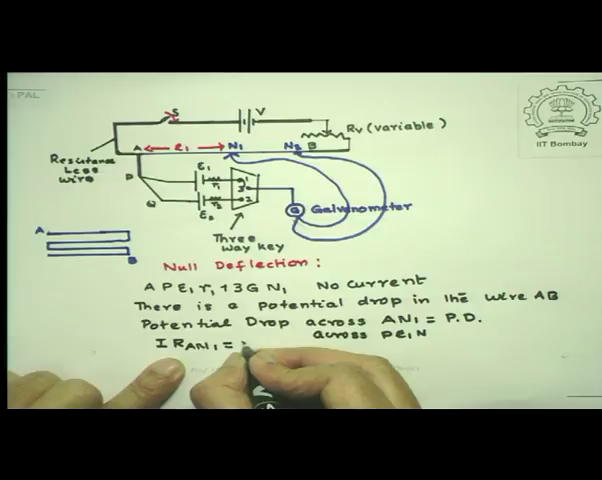 PAL
S
V
Rv (variable)
A ℓ1 N1 N2 B
Resistance
Less
wire
P
E1
r1
1
3
Q
r2
2
E2
G Galvanometer
IIT Bombay
Three
way key
A
B
Null Deflection :
A P E1 r1 1 3 G N1 No current
There is a potential drop in the wire AB
Potential Drop across AN1 = P.D.
across PE1N
I RAN1 =